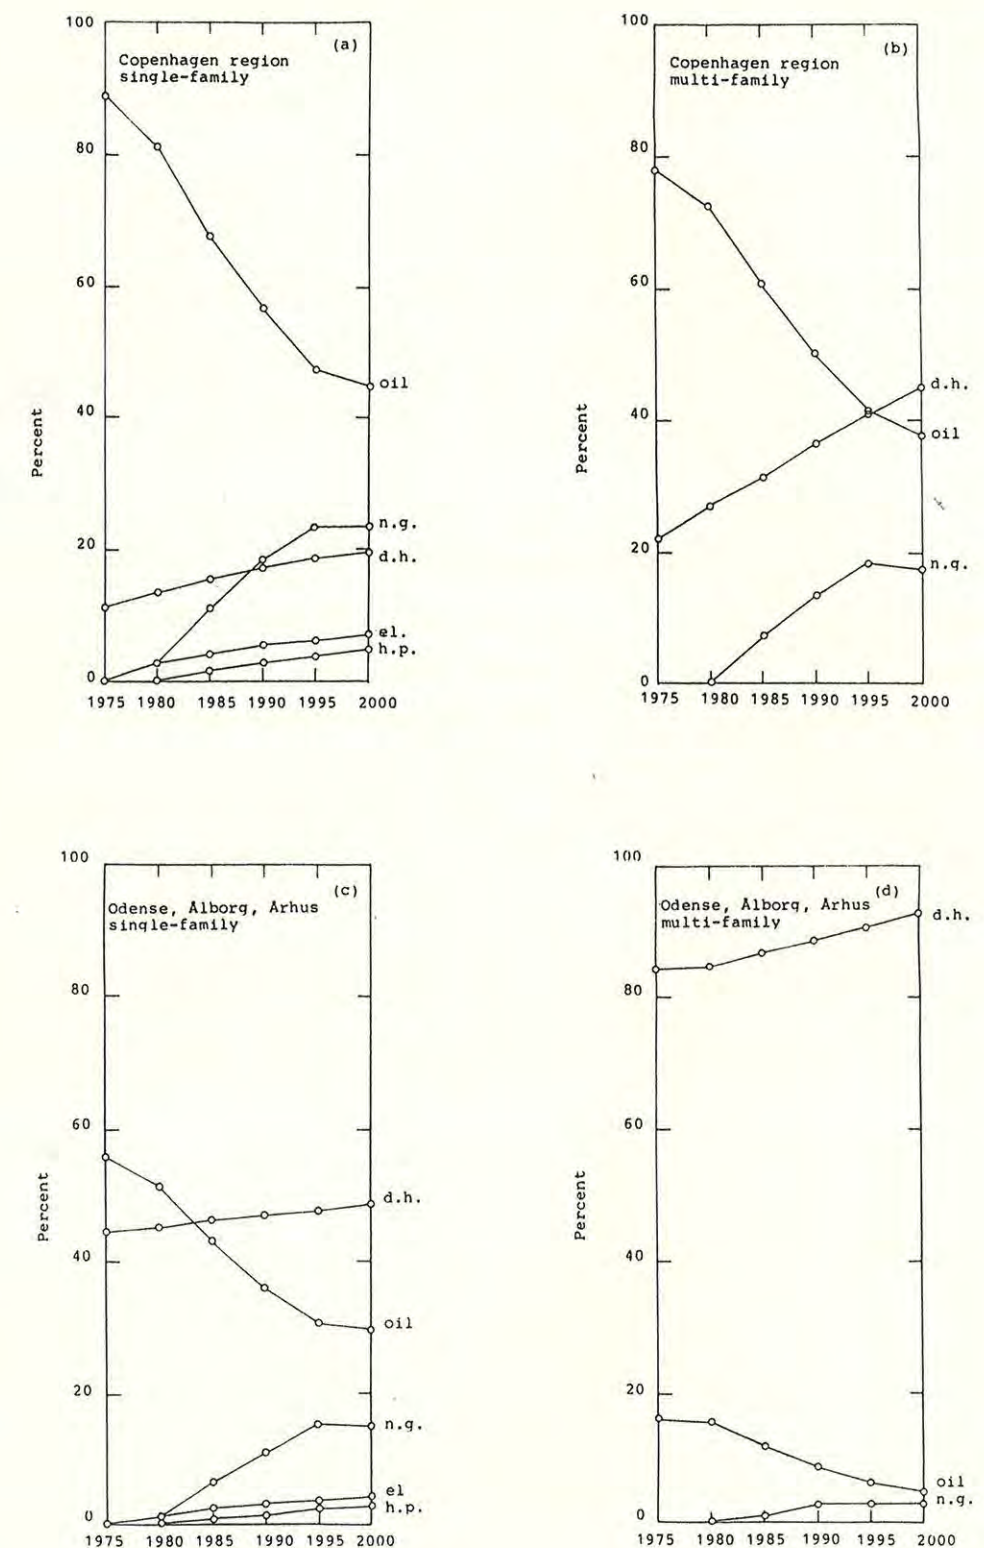 100
(a)
Copenhagen region
single-family
80
60
oil
40
Percent
n.g.
d.h.
20
el.
h.p.
0
1975 1980 1985 1990 1995 2000
100
(b)
Copenhagen region
multi-family
80
60
d.h.
40
oil
Percent
n.g.
20
0
1975 1980 1985 1990 1995 2000
100
(c)
Odense, Alborg, Arhus
single-family
80
60
Percent
d.h.
40
oil
20
n.g.
el
h.p.
0
1975 1980 1985 1990 1995 2000
100
(d)
Odense, Alborg, Arhus
multi-family
d.h.
80
60
Percent
40
20
oil
n.g.
0
1975 1980 1985 1990 1995 2000